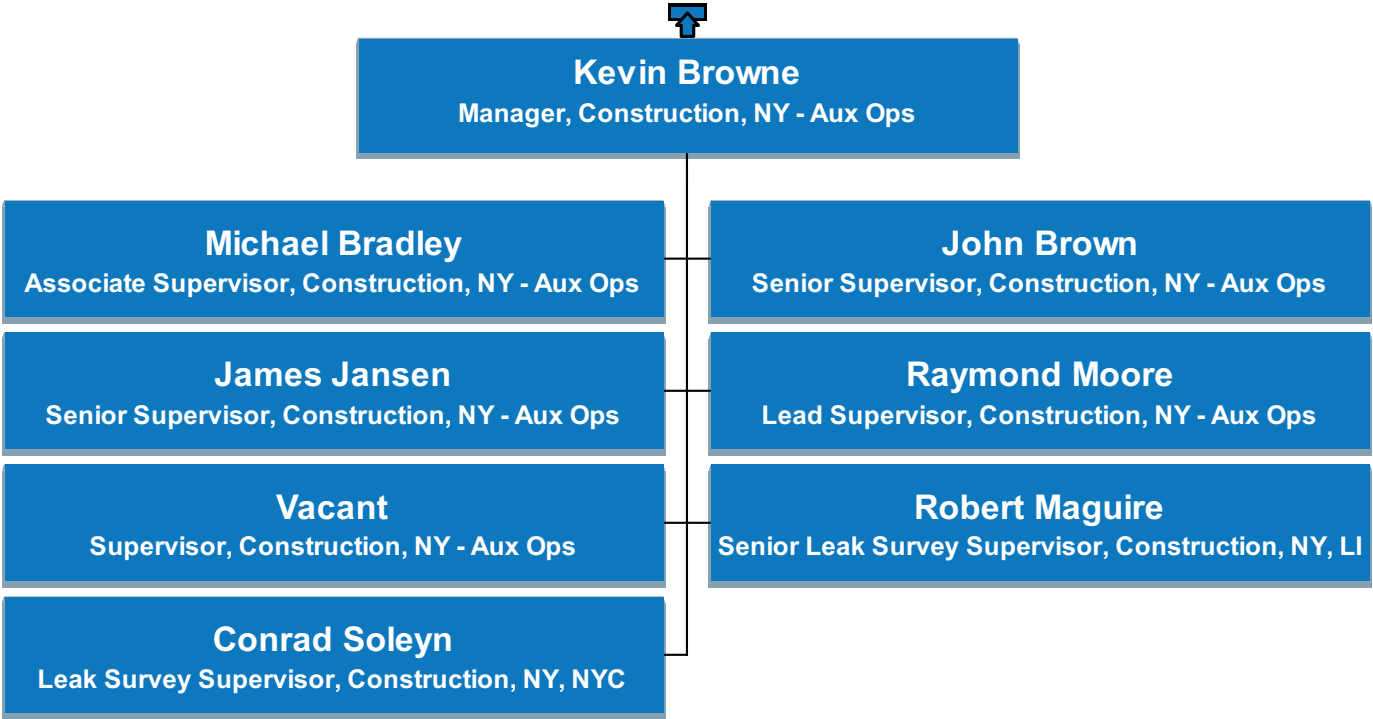 Kevin Browne
Manager, Construction, NY - Aux Ops
Michael Bradley
Associate Supervisor, Construction, NY - Aux Ops
John Brown
Senior Supervisor, Construction, NY - Aux Ops
James Jansen
Senior Supervisor, Construction, NY - Aux Ops
Raymond Moore
Lead Supervisor, Construction, NY - Aux Ops
Vacant
Supervisor, Construction, NY - Aux Ops
Robert Maguire
Senior Leak Survey Supervisor, Construction, NY, LI
Conrad Soleyn
Leak Survey Supervisor, Construction, NY, NYC